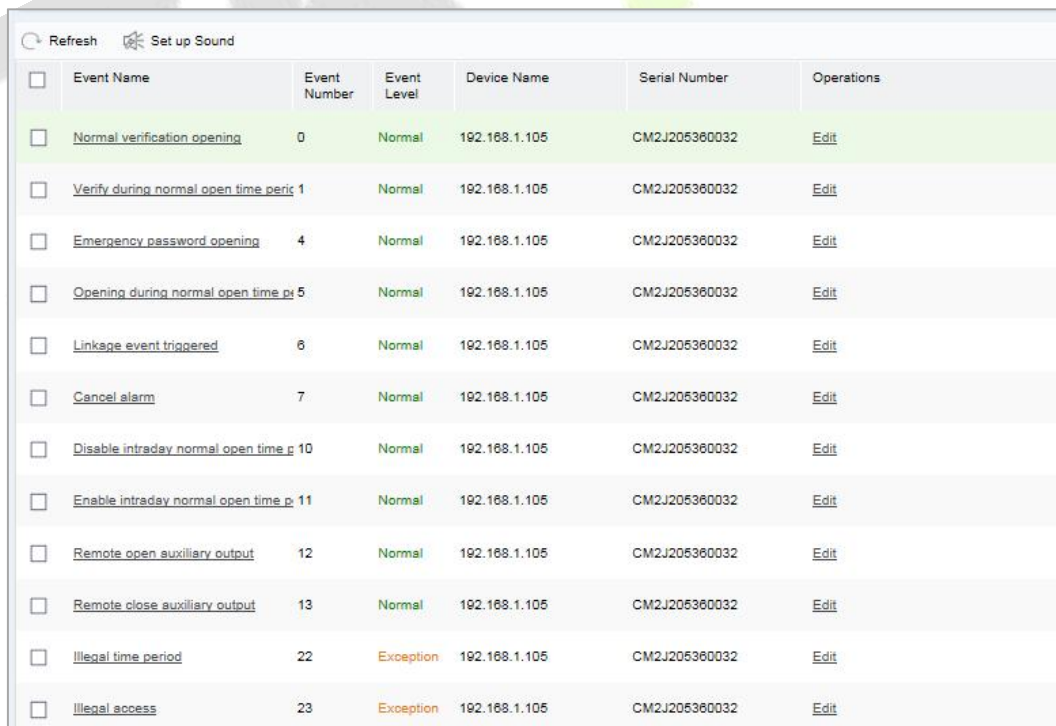 Refresh Set up Sound
Event Name Event Number Event Level Device Name Serial Number Operations
Normal verification opening 0 Normal 192.168.1.105 CM2J205360032 Edit
Verify during normal open time peric 1 Normal 192.168.1.105 CM2J205360032 Edit
Emergency password opening 4 Normal 192.168.1.105 CM2J205360032 Edit
Opening during normal open time pe 5 Normal 192.168.1.105 CM2J205360032 Edit
Linkage event triggered 6 Normal 192.168.1.105 CM2J205360032 Edit
Cancel alarm 7 Normal 192.168.1.105 CM2J205360032 Edit
Disable intraday normal open time p 10 Normal 192.168.1.105 CM2J205360032 Edit
Enable intraday normal open time p 11 Normal 192.168.1.105 CM2J205360032 Edit
Remote open auxiliary output 12 Normal 192.168.1.105 CM2J205360032 Edit
Remote close auxiliary output 13 Normal 192.168.1.105 CM2J205360032 Edit
Illegal time period 22 Exception 192.168.1.105 CM2J205360032 Edit
Illegal access 23 Exception 192.168.1.105 CM2J205360032 Edit